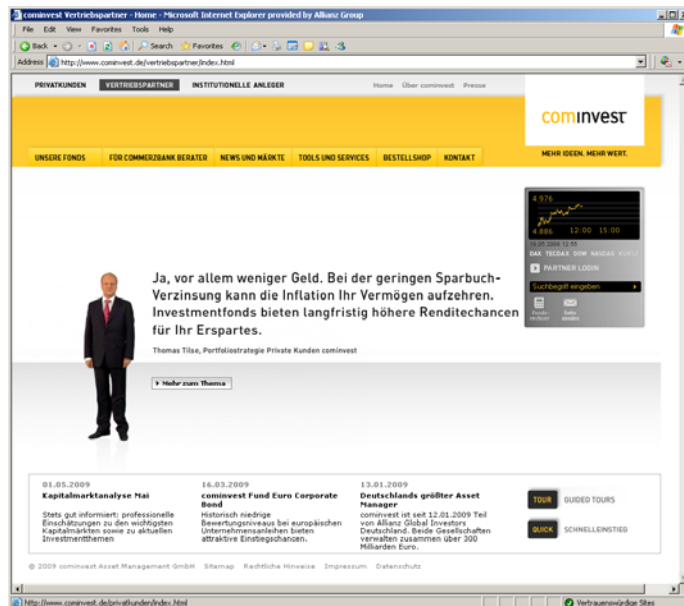 cominvest Vertriebspartner - Home - Microsoft Internet Explorer provided by Allianz Group
File Edit View Favorites Tools Help
Back Search Favorites
Address http://www.cominvest.de/vertriebspartner/index.html
PRIVATKUNDEN VERTRIEBSPARTNER INSTITUTIONELLE ANLEGER Home Über cominvest Presse
cominvest
UNSERE FONDS FÜR COMMERZBANK BERATER NEWS UND MÄRKTE TOOLS UND SERVICES BESTELLSHOP KONTAKT MEHR IDEEN. MEHR WERT.
4.976
4.886 12:00 15:00
19.05.2009 12:55
DAX TECDAX DOW NASDAQ
PARTNER LOGIN
Suchbegriff eingeben
Fonds-rechner Seite senden
Ja, vor allem weniger Geld. Bei der geringen Sparbuch-
Verzinsung kann die Inflation Ihr Vermögen aufzehren.
Investmentfonds bieten langfristig höhere Renditechancen
für Ihr Erspartes.
Thomas Tilse, Portfoliostrategie Private Kunden cominvest
Mehr zum Thema
01.05.2009
Kapitalmarktanalyse Mai
Stets gut informiert: professionelle
Einschätzungen zu den wichtigsten
Kapitalmärkten sowie zu aktuellen
Investmentthemen
16.03.2009
cominvest Fund Euro Corporate
Bond
Historisch niedrige
Bewertungsniveaus bei europäischen
Unternehmensanleihen bieten
attraktive Einstiegschancen.
13.01.2009
Deutschlands größter Asset
Manager
cominvest ist seit 12.01.2009 Teil
von Allianz Global Investors
Deutschland. Beide Gesellschaften
verwalten zusammen über 300
Milliarden Euro.
TOUR GUIDED TOURS
QUICK SCHNELLEINSTIEG
© 2009 cominvest Asset Management GmbH Sitemap Rechtliche Hinweise Impressum Datenschutz
http://www.cominvest.de/privatkunden/index.html Vertrauenswürdige Sites